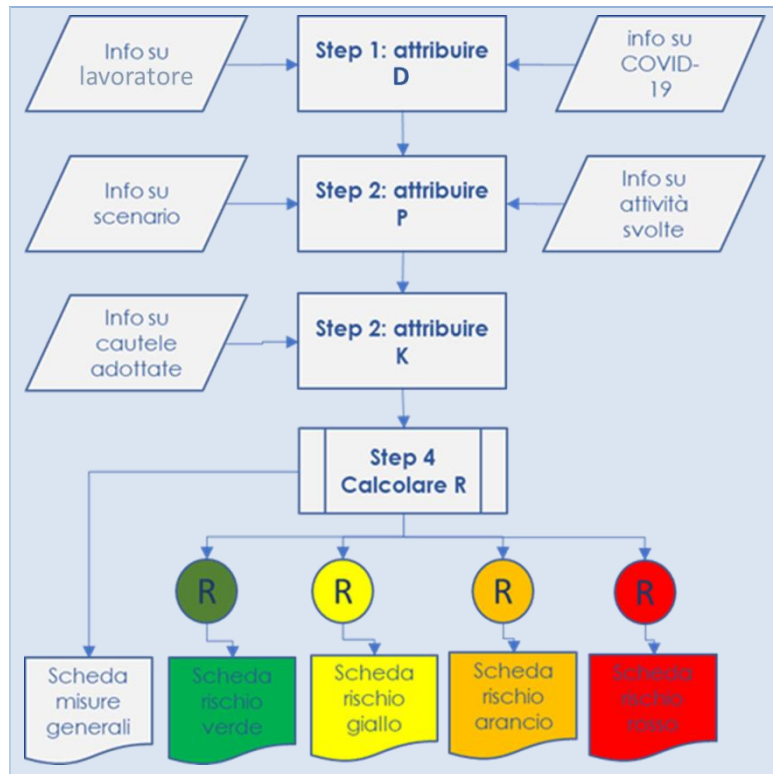 Info su
lavoratore
Step 1: attribuire
D
info su
COVID-
19
Info su
scenario
Step 2: attribuire
P
Info su
attività
svolte
Info su
cautele
adottate
Step 2: attribuire
K
Step 4
Calcolare R
R
R
R
R
Scheda
misure
generali
Scheda
rischio
verde
Scheda
rischio
giallo
Scheda
rischio
arancio
Scheda
rischio
rosso